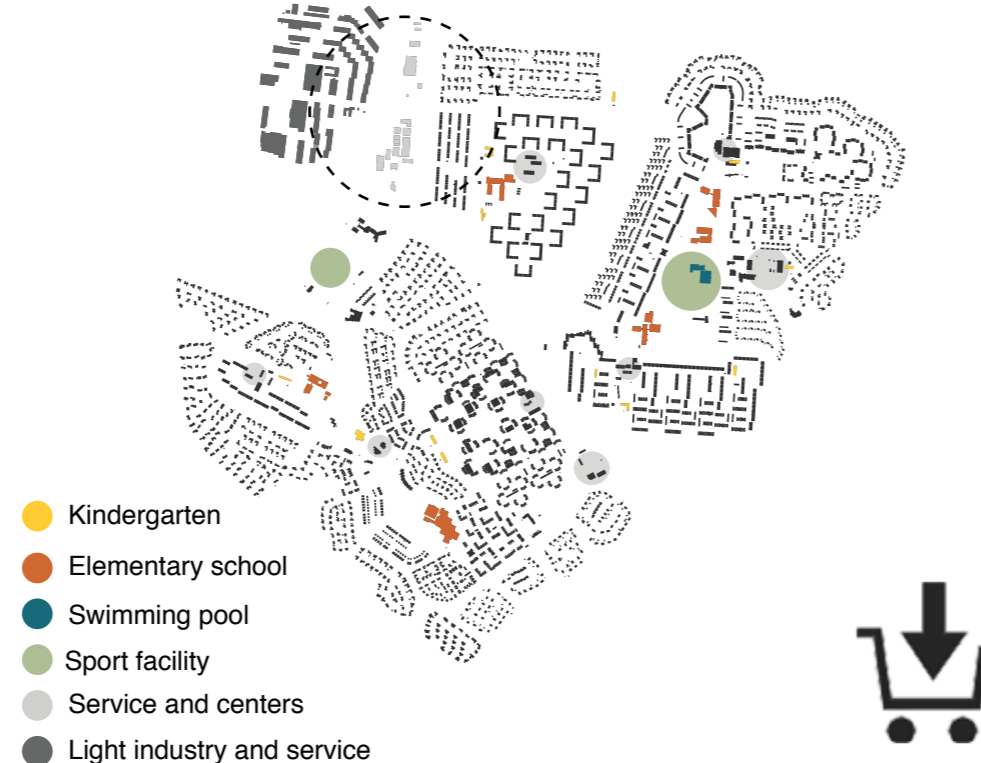 Kindergarten
Elementary school
Swimming pool
Sport facility
Service and centers
Light industry and service